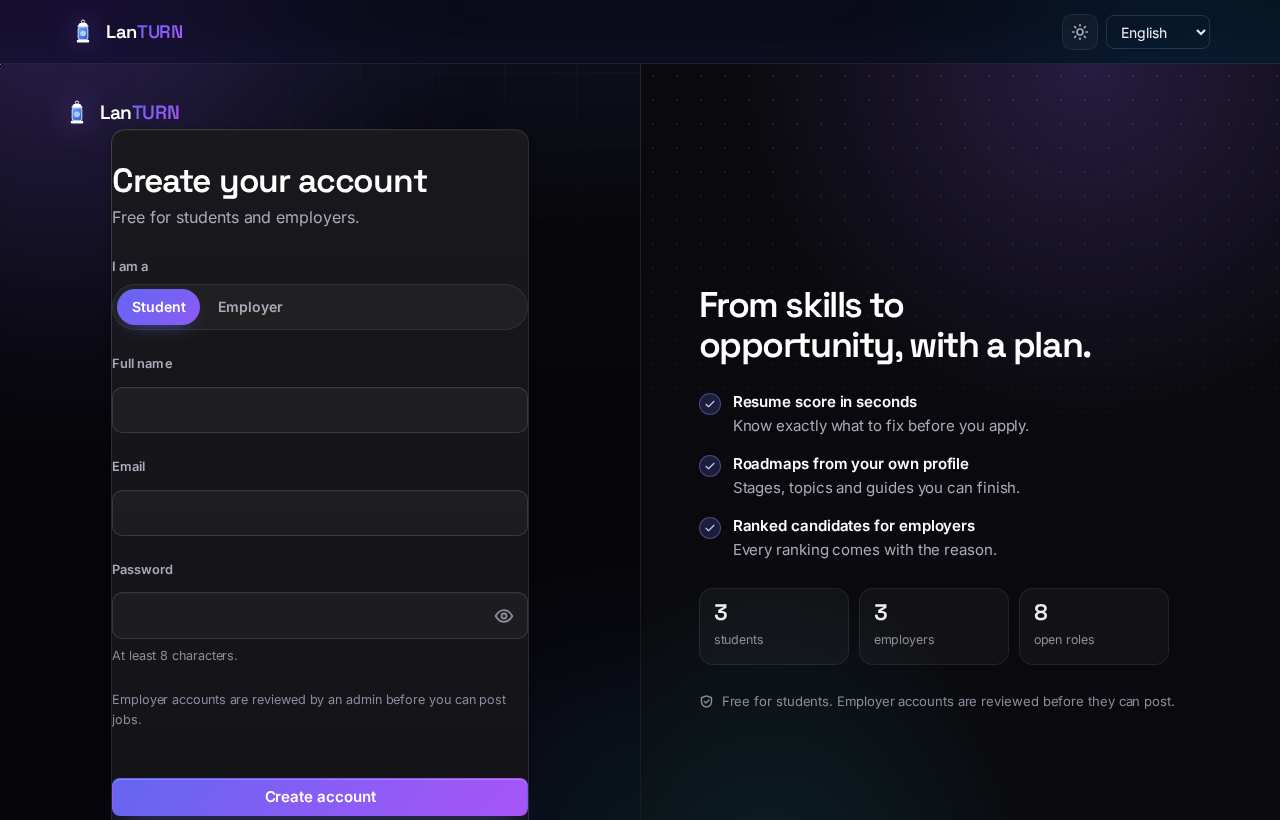 LanTURN
English
LanTURN
Create your account
Free for students and employers.
I am a
Student
Employer
Full name
Email
Password
At least 8 characters.
Employer accounts are reviewed by an admin before you can post
jobs.
Create account
From skills to
opportunity, with a plan.
Resume score in seconds
Know exactly what to fix before you apply.
Roadmaps from your own profile
Stages, topics and guides you can finish.
Ranked candidates for employers
Every ranking comes with the reason.
3
students
3
employers
8
open roles
Free for students. Employer accounts are reviewed before they can post.